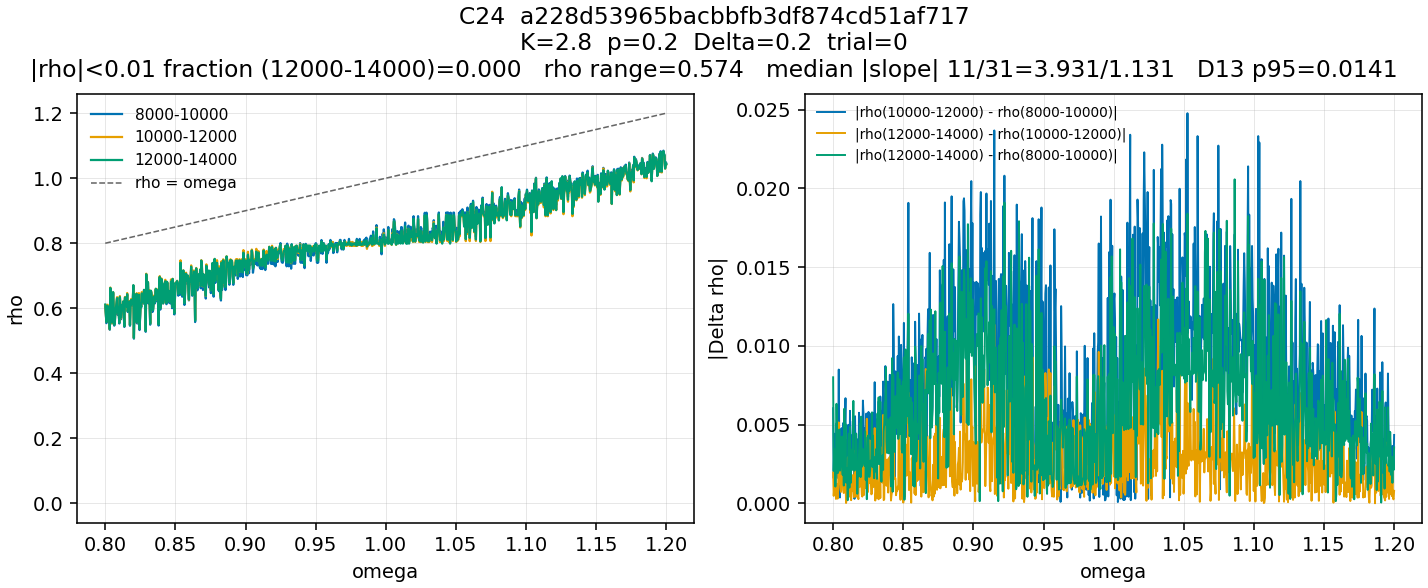 C24  a228d53965bacbbfb3df874cd51af717
K=2.8  p=0.2  Delta=0.2  trial=0
|rho|<0.01 fraction (12000-14000)=0.000   rho range=0.574   median |slope| 11/31=3.931/1.131   D13 p95=0.0141
8000-10000
10000-12000
12000-14000
rho = omega
rho
1.2
1.0
0.8
0.6
0.4
0.2
0.0
0.80 0.85 0.90 0.95 1.00 1.05 1.10 1.15 1.20
omega
|rho(10000-12000) - rho(8000-10000)|
|rho(12000-14000) - rho(10000-12000)|
|rho(12000-14000) - rho(8000-10000)|
|Delta rho|
0.025
0.020
0.015
0.010
0.005
0.000
0.80 0.85 0.90 0.95 1.00 1.05 1.10 1.15 1.20
omega